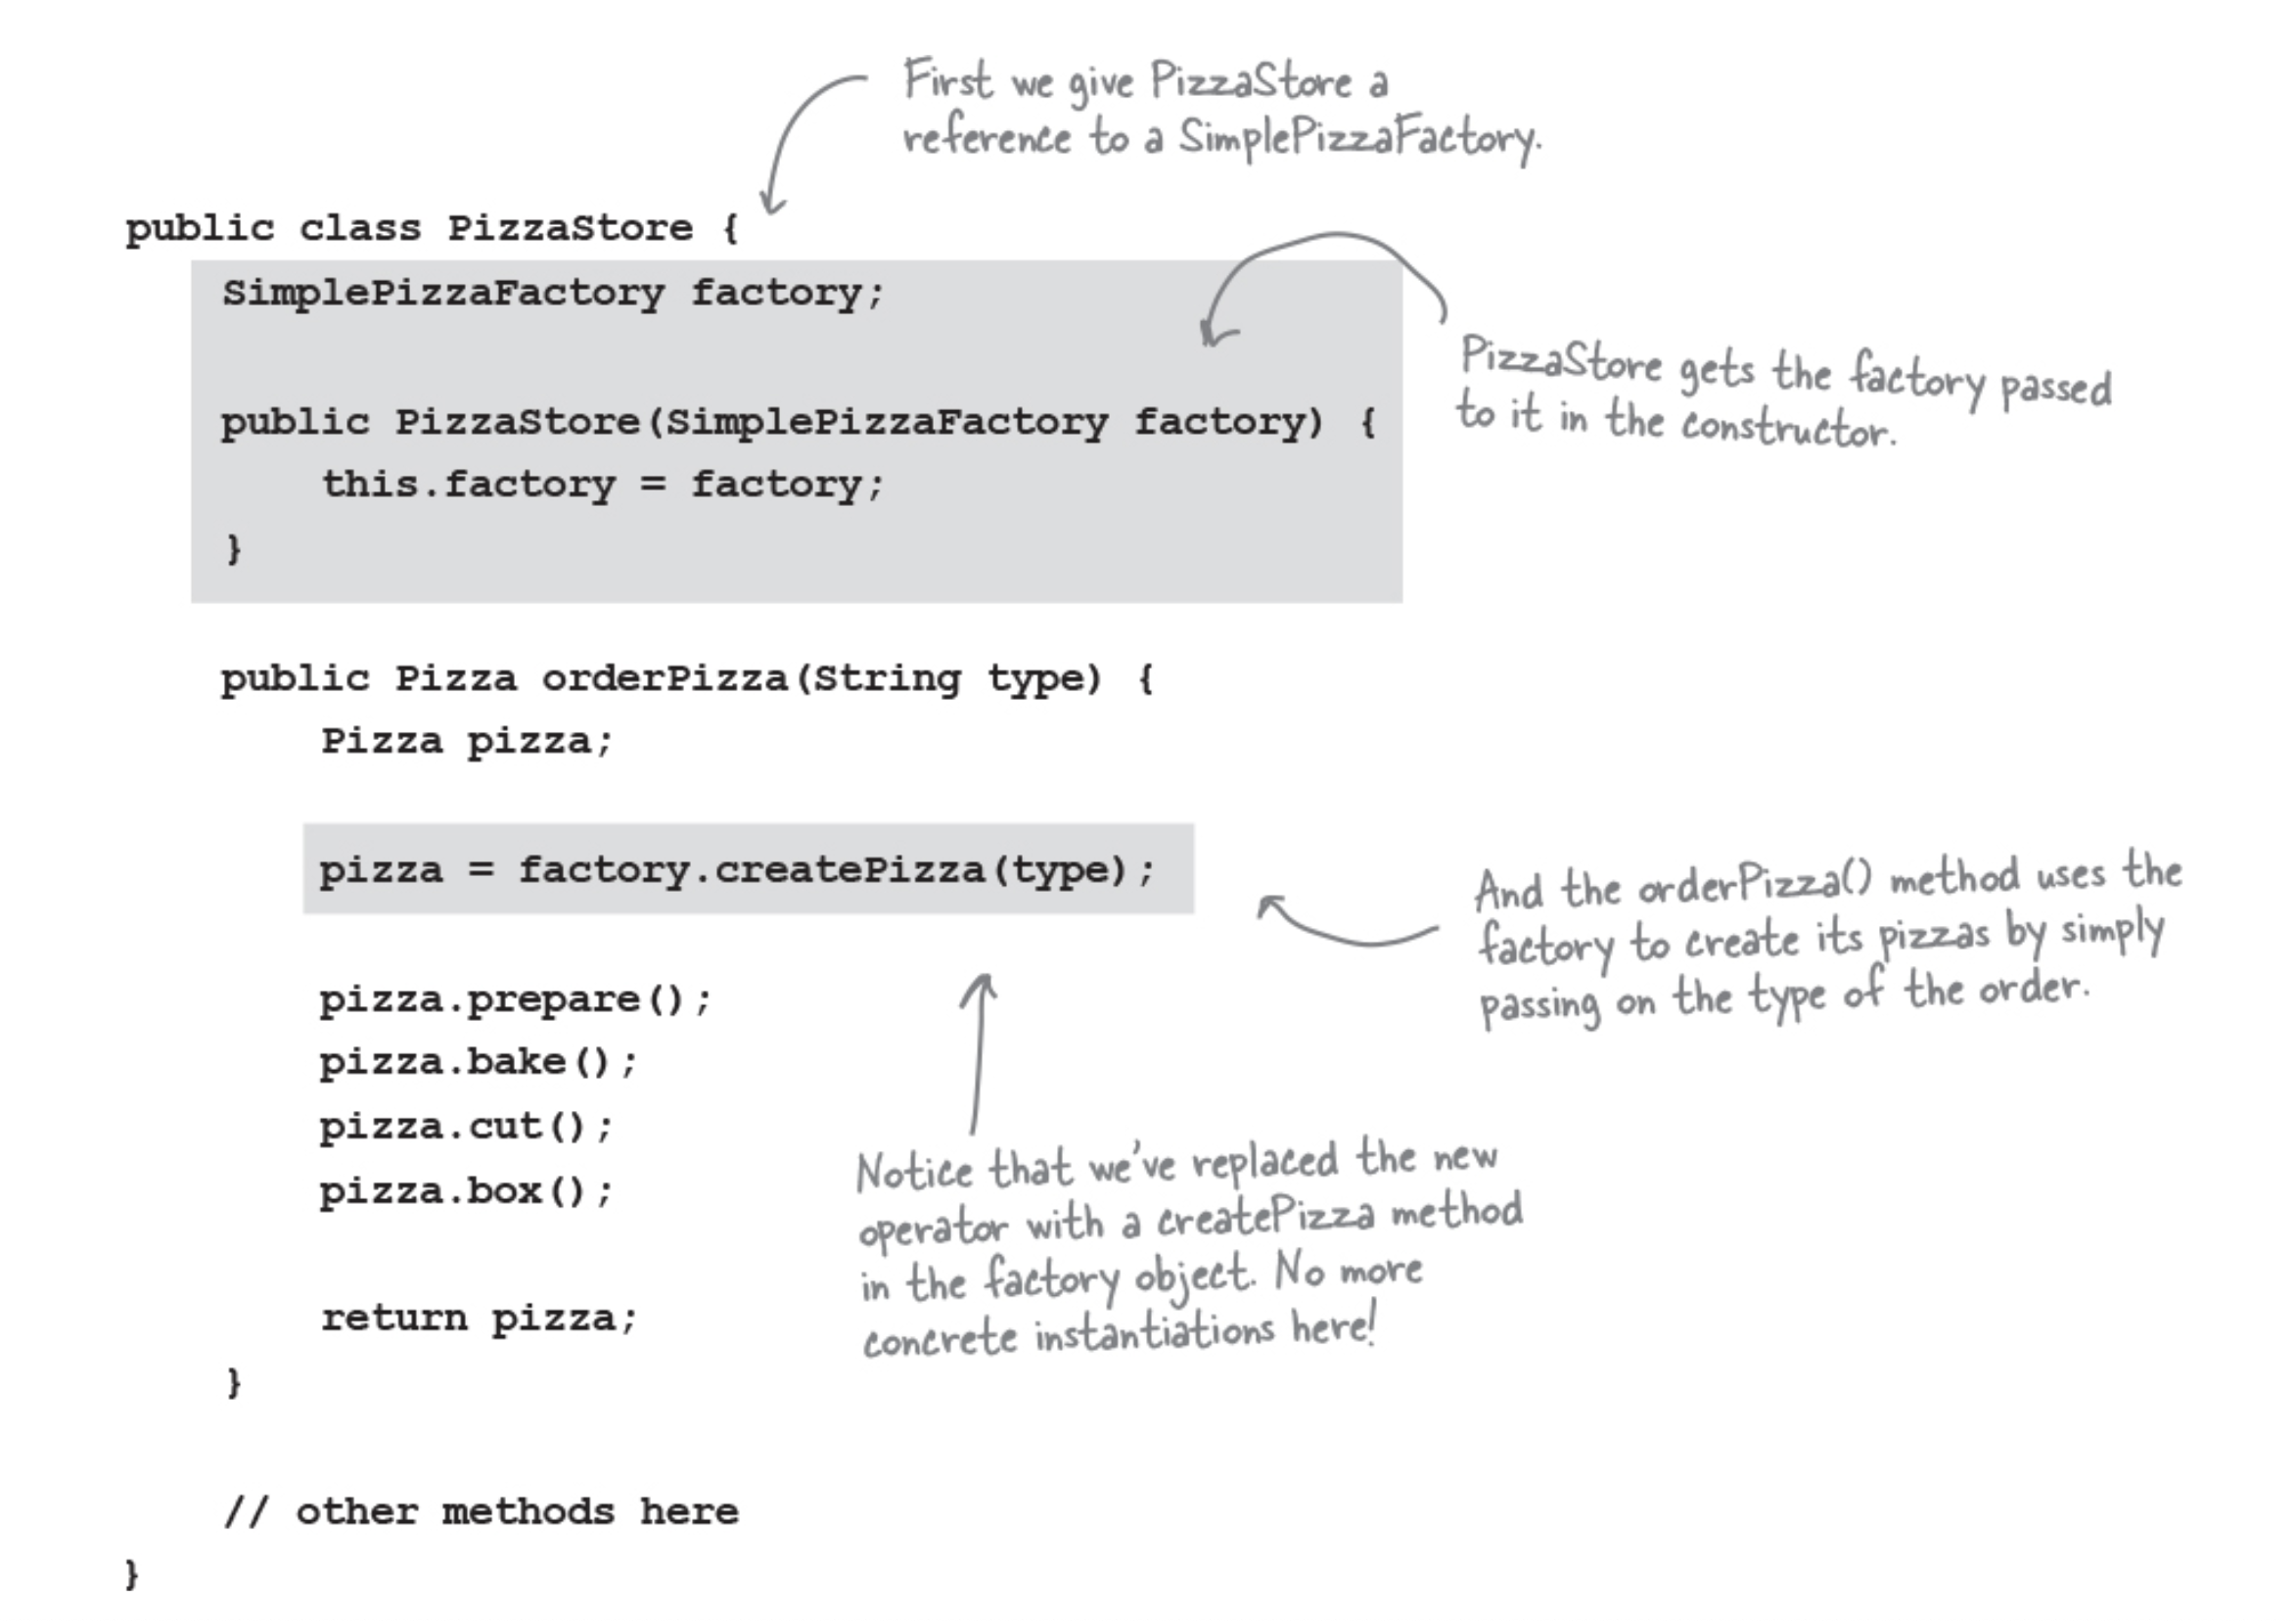 First we give PizzaStore a
reference to a SimplePizzaFactory.
public class PizzaStore {
SimplePizzaFactory factory;
public PizzaStore(SimplePizzaFactory factory) {
this.factory = factory;
}
PizzaStore gets the factory passed
to it in the constructor.
public Pizza orderPizza(String type) {
Pizza pizza;
pizza = factory.createPizza(type);
And the orderPizza() method uses the
factory to create its pizzas by simply
passing on the type of the order.
pizza.prepare();
pizza.bake();
pizza.cut();
pizza.box();
Notice that we've replaced the new
operator with a createPizza method
in the factory object. No more
concrete instantiations here!
return pizza;
}
// other methods here
}